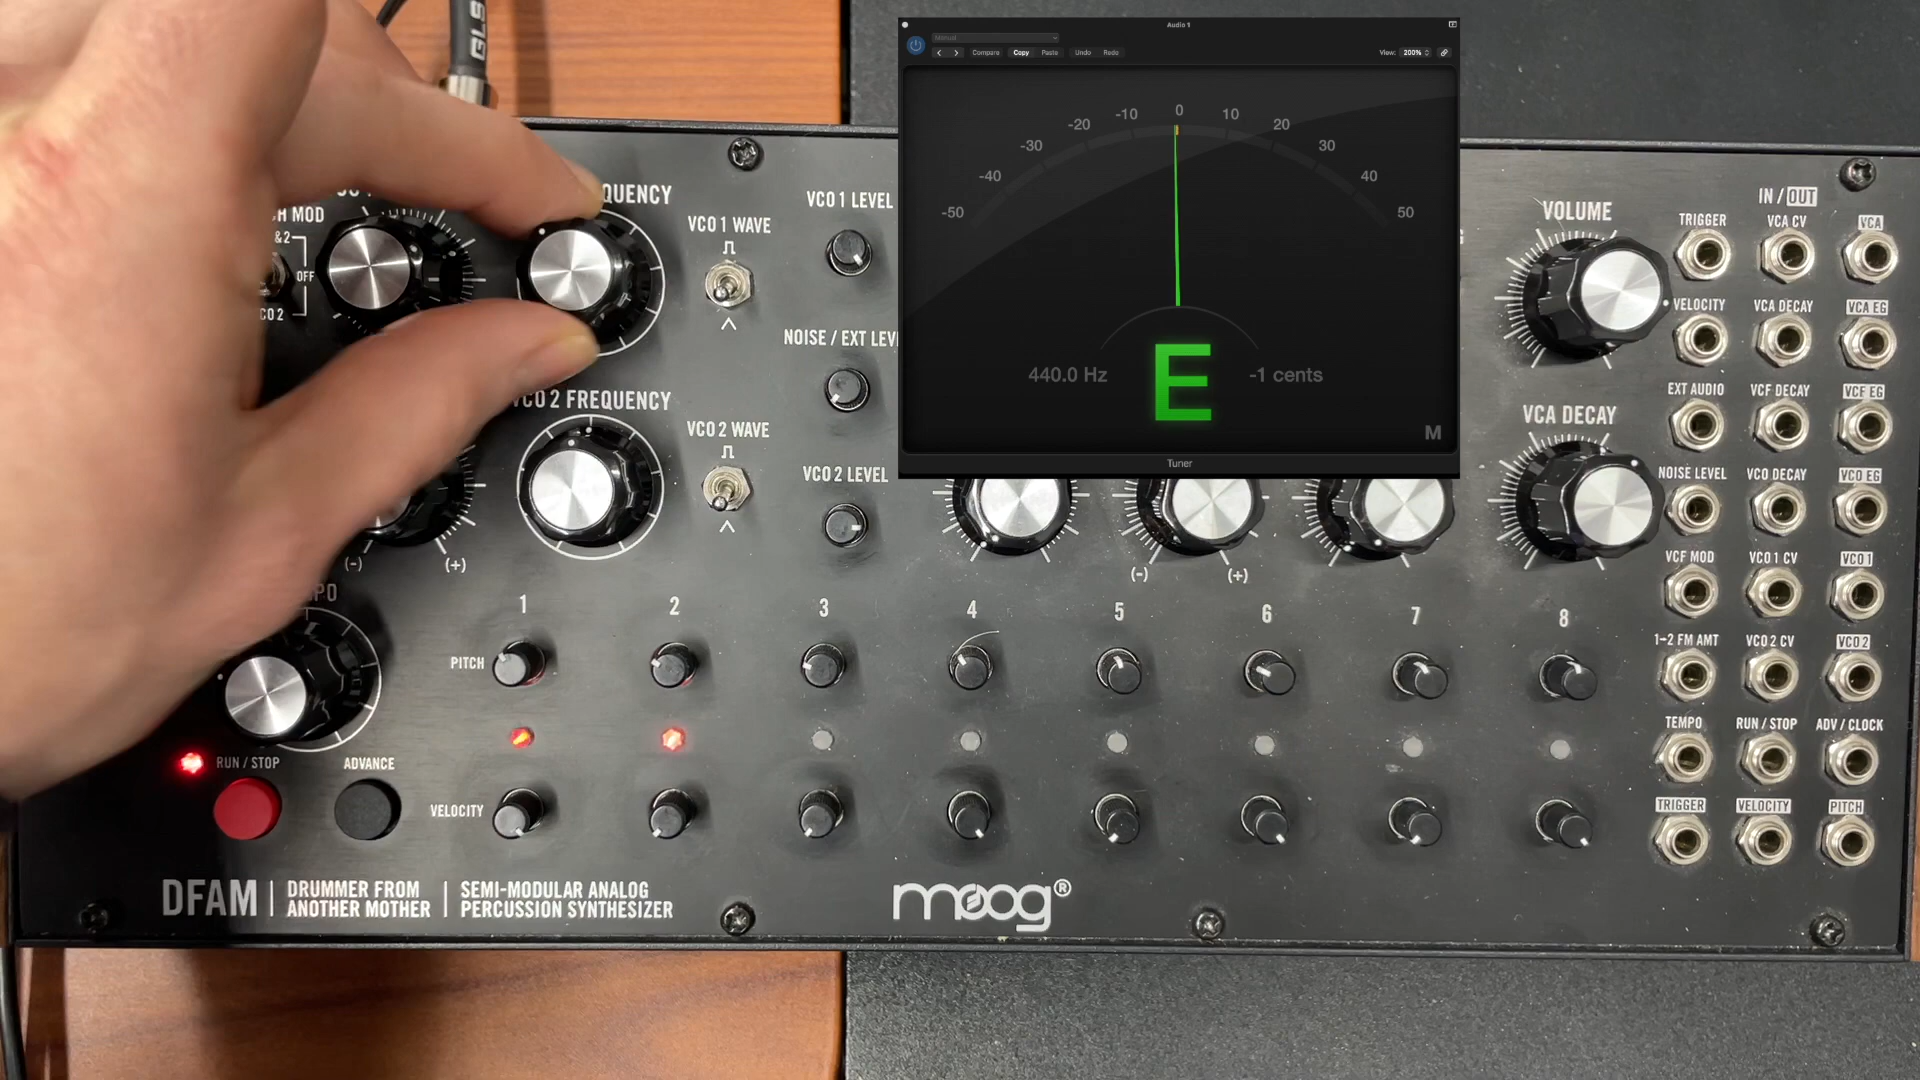 GLS
Audio 1
Manual
Compare
Copy
Paste
Undo
Redo
View:
200%
-50
-40
-30
-20
-10
0
10
20
30
40
50
440.0 Hz
E
-1 cents
M
Tuner
MOD
OFF
VCO 1 LEVEL
VCO 1 WAVE
NOISE / EXT
2 FREQUENCY
VCO 2 WAVE
VCO 2 LEVEL
(-)
(+)
(-)
(+)
VOLUME
VCA DECAY
IN / OUT
TRIGGER
VCA CV
VCA
VELOCITY
VCA DECAY
VCA EG
EXT AUDIO
VCF DECAY
VCF EG
NOISE LEVEL
VCO DECAY
VCO EG
VCF MOD
VCO 1 CV
VCO 1
1-2 FM AMT
VCO 2 CV
VCO 2
TEMPO
RUN / STOP
ADV / CLOCK
TRIGGER
VELOCITY
PITCH
1
2
3
4
5
6
7
8
PITCH
RUN / STOP
ADVANCE
VELOCITY
DFAM
DRUMMER FROM
ANOTHER MOTHER
SEMI-MODULAR ANALOG
PERCUSSION SYNTHESIZER
moog®